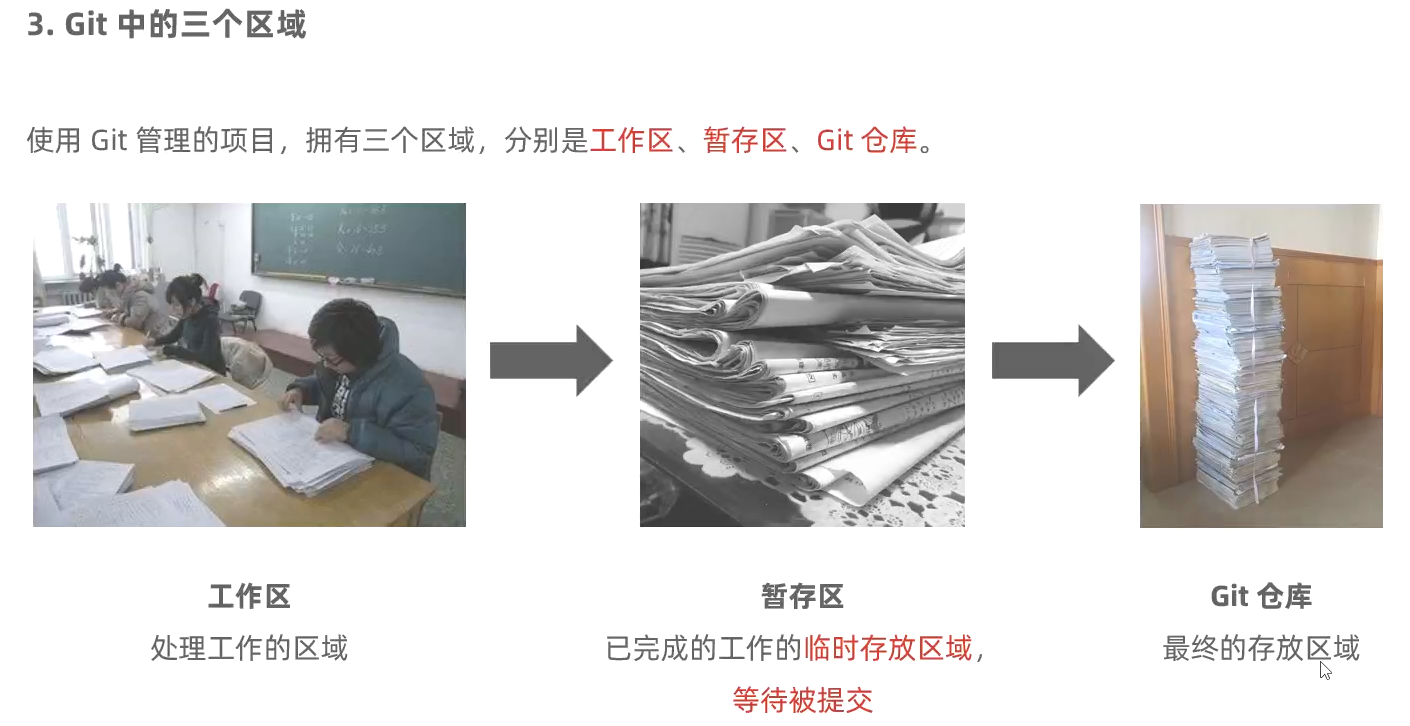 3. Git 中的三个区域
使用 Git 管理的项目，拥有三个区域，分别是工作区、暂存区、Git 仓库。
工作区
暂存区
Git 仓库
处理工作的区域
已完成的工作的临时存放区域，
最终的存放区域
等待被提交